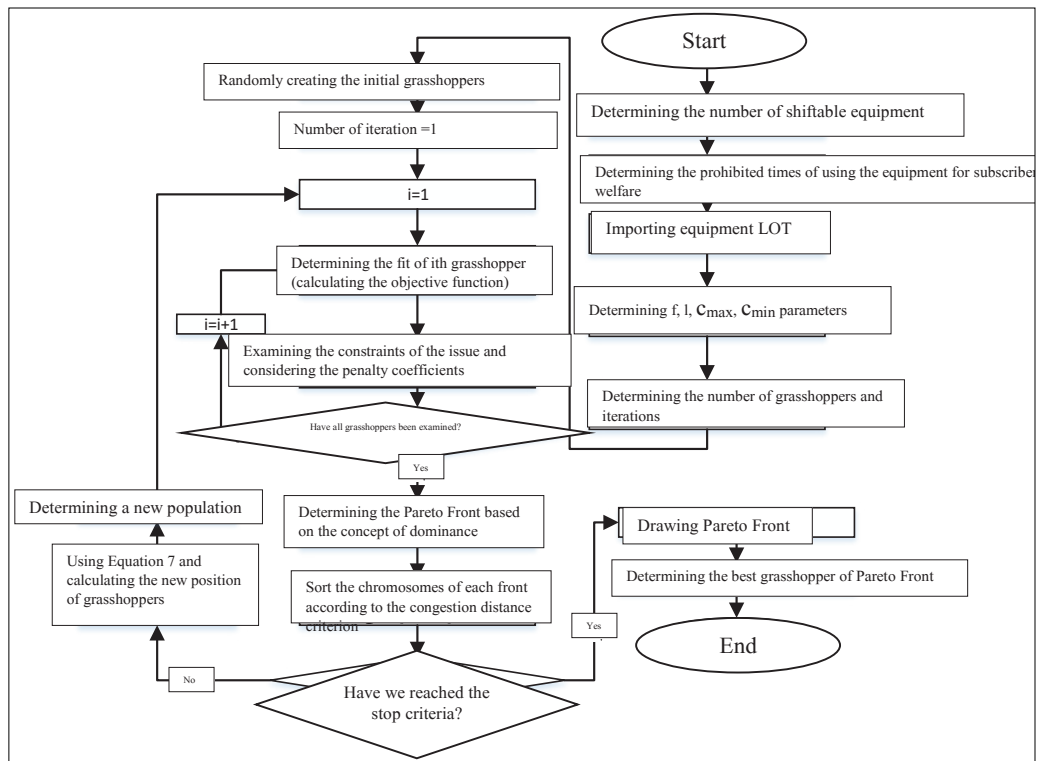 Start
Determining the number of shiftable equipment
Determining the prohibited times of using the equipment for subscriber
welfare
Importing equipment LOT
Determining f, l, cmax, cmin parameters
Determining the number of grasshoppers and
iterations
Randomly creating the initial grasshoppers
Number of iteration =1
i=1
Determining the fit of ith grasshopper
(calculating the objective function)
i=i+1
Examining the constraints of the issue and
considering the penalty coefficients
Have all grasshoppers been examined?
Yes
Determining the Pareto Front based
on the concept of dominance
Sort the chromosomes of each front
according to the congestion distance
criterion
Have we reached the
stop criteria?
No
Using Equation 7 and
calculating the new position
of grasshoppers
Determining a new population
Yes
Drawing Pareto Front
Determining the best grasshopper of Pareto Front
End